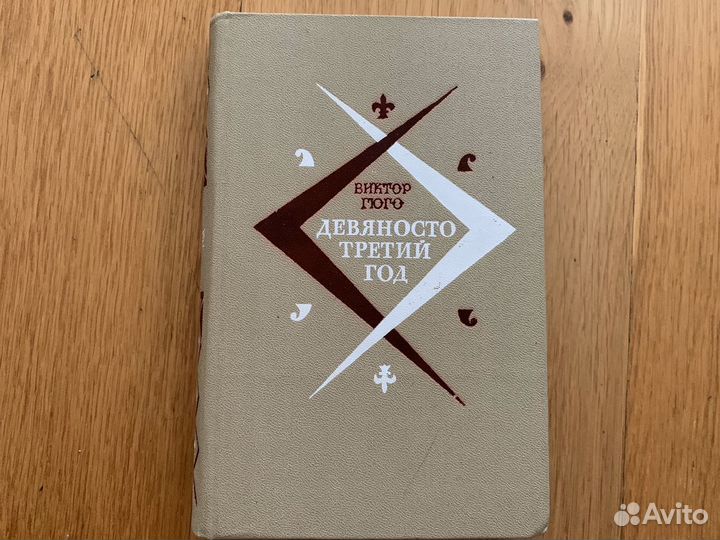 ВИКТОР
ГЮГО
ДЕВЯНОСТО
ТРЕТИЙ
ГОД
Avito